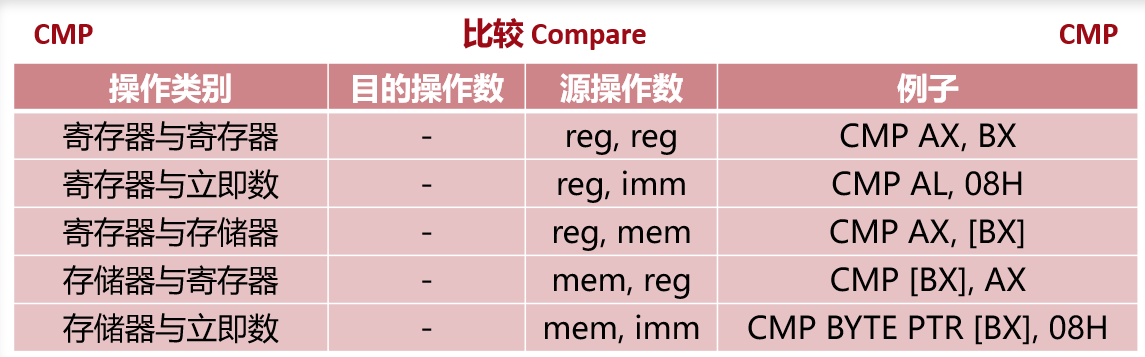 CMP 比较 Compare CMP
操作类别 目的操作数 源操作数 例子
寄存器与寄存器 - reg, reg CMP AX, BX
寄存器与立即数 - reg, imm CMP AL, 08H
寄存器与存储器 - reg, mem CMP AX, [BX]
存储器与寄存器 - mem, reg CMP [BX], AX
存储器与立即数 - mem, imm CMP BYTE PTR [BX], 08H